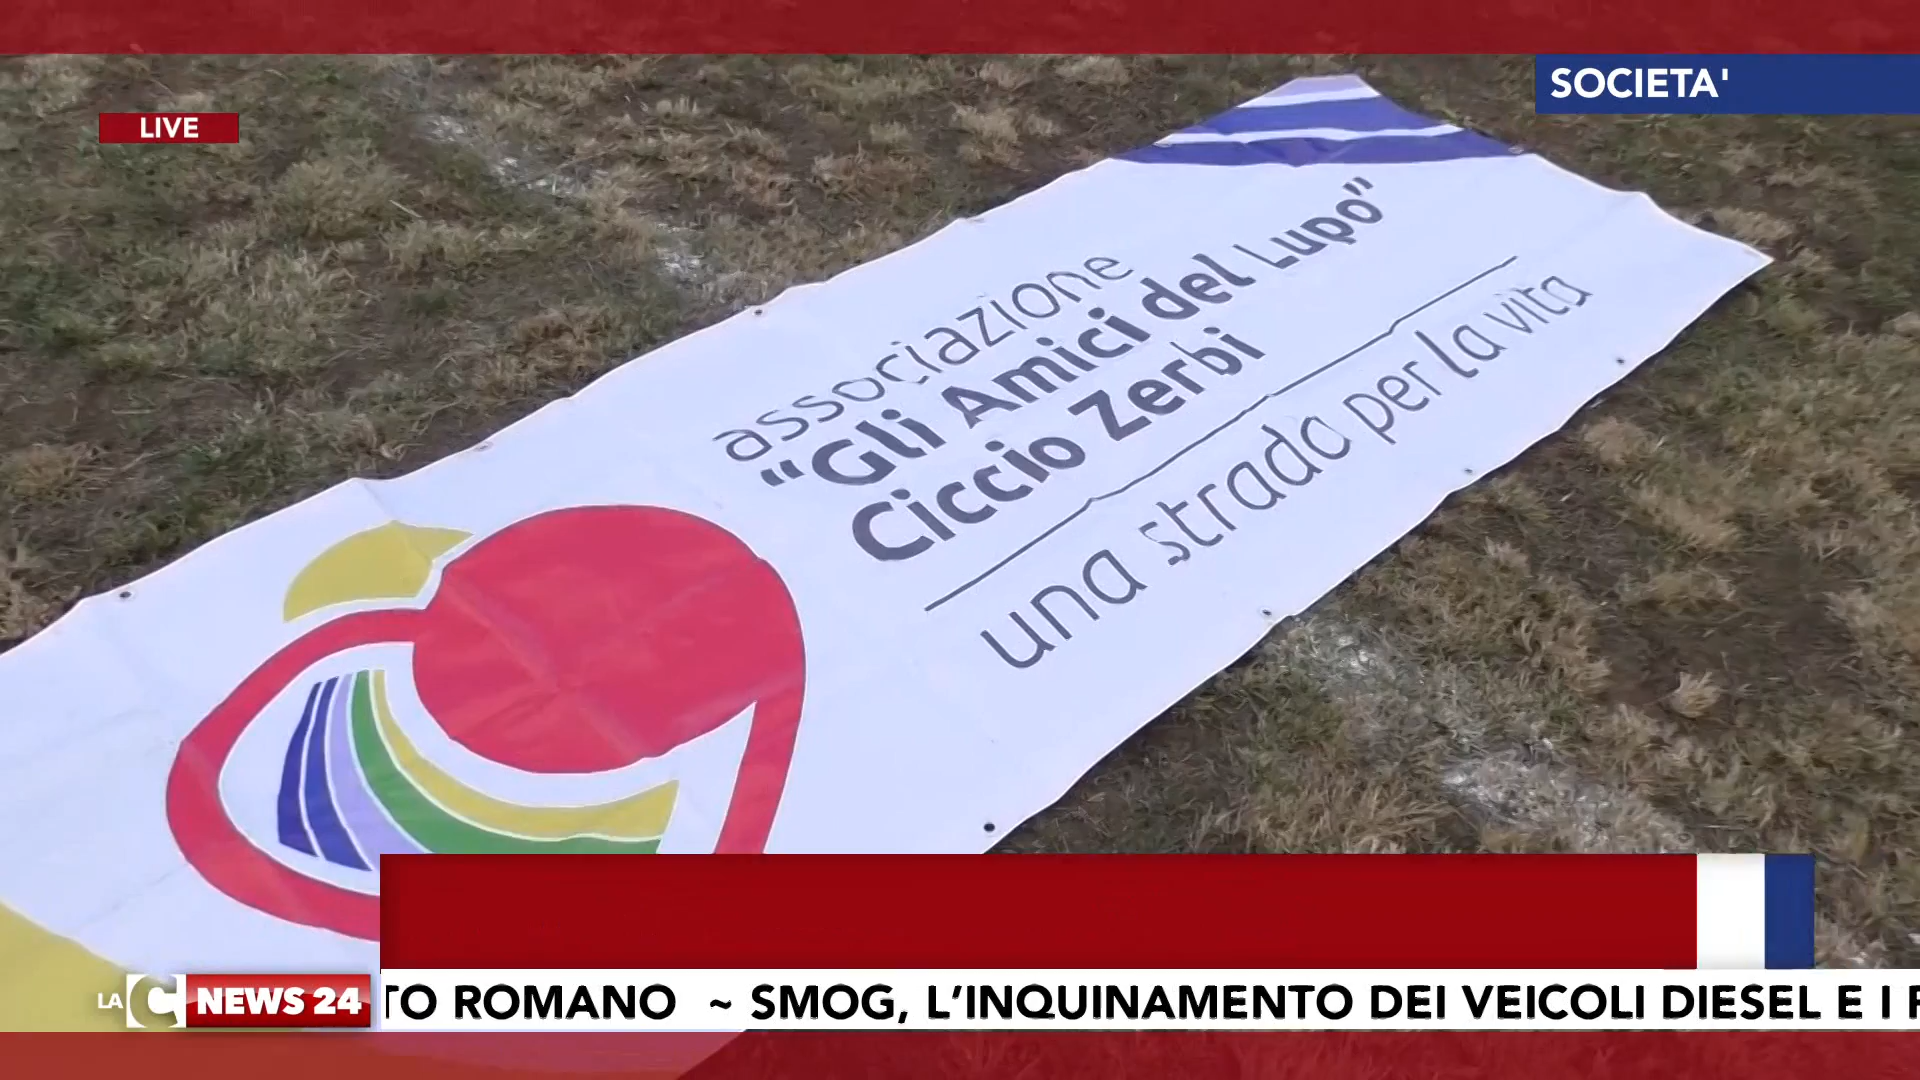 SOCIETA'
LIVE
associazione
"Gli Amici del Lupo"
Ciccio Zerbi
una strada per la vita
LA C NEWS 24
TO ROMANO ~ SMOG, L'INQUINAMENTO DEI VEICOLI DIESEL E I